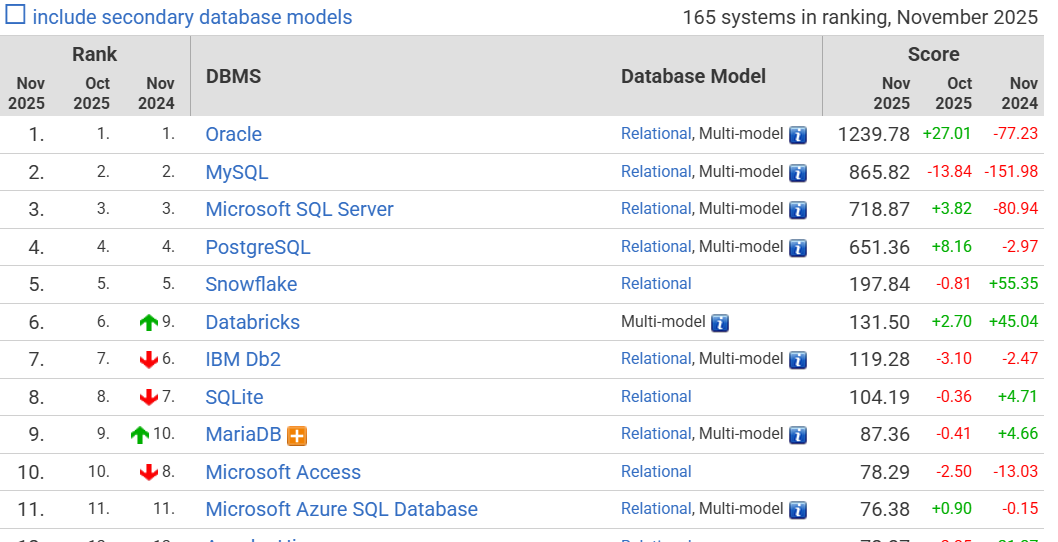 include secondary database models 165 systems in ranking, November 2025
Rank Score
Nov Oct Nov DBMS Database Model Nov Oct Nov
2025 2025 2024 2025 2025 2024
1. 1. 1. Oracle Relational, Multi-model i 1239.78 +27.01 -77.23
2. 2. 2. MySQL Relational, Multi-model i 865.82 -13.84 -151.98
3. 3. 3. Microsoft SQL Server Relational, Multi-model i 718.87 +3.82 -80.94
4. 4. 4. PostgreSQL Relational, Multi-model i 651.36 +8.16 -2.97
5. 5. 5. Snowflake Relational 197.84 -0.81 +55.35
6. 6. 9. Databricks Multi-model i 131.50 +2.70 +45.04
7. 7. 6. IBM Db2 Relational, Multi-model i 119.28 -3.10 -2.47
8. 8. 7. SQLite Relational 104.19 -0.36 +4.71
9. 9. 10. MariaDB Relational, Multi-model i 87.36 -0.41 +4.66
10. 10. 8. Microsoft Access Relational 78.29 -2.50 -13.03
11. 11. 11. Microsoft Azure SQL Database Relational, Multi-model i 76.38 +0.90 -0.15